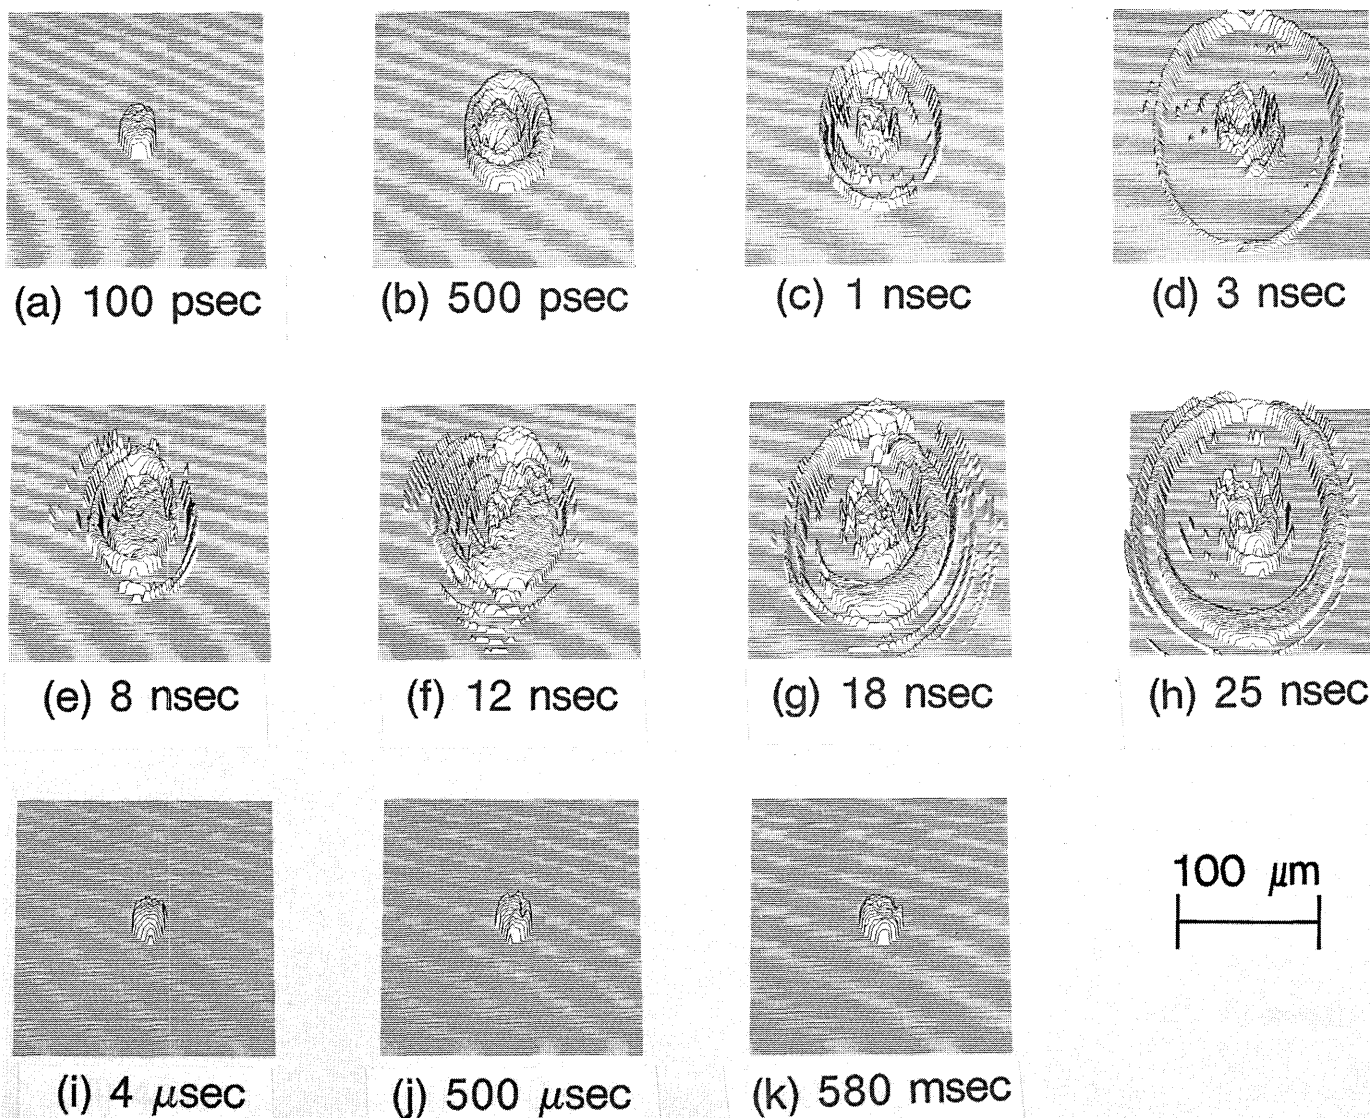 (a) 100 psec
(b) 500 psec
(c) 1 nsec
(d) 3 nsec
(e) 8 nsec
(f) 12 nsec
(g) 18 nsec
(h) 25 nsec
100 μm
(i) 4 μsec
(j) 500 μsec
(k) 580 msec